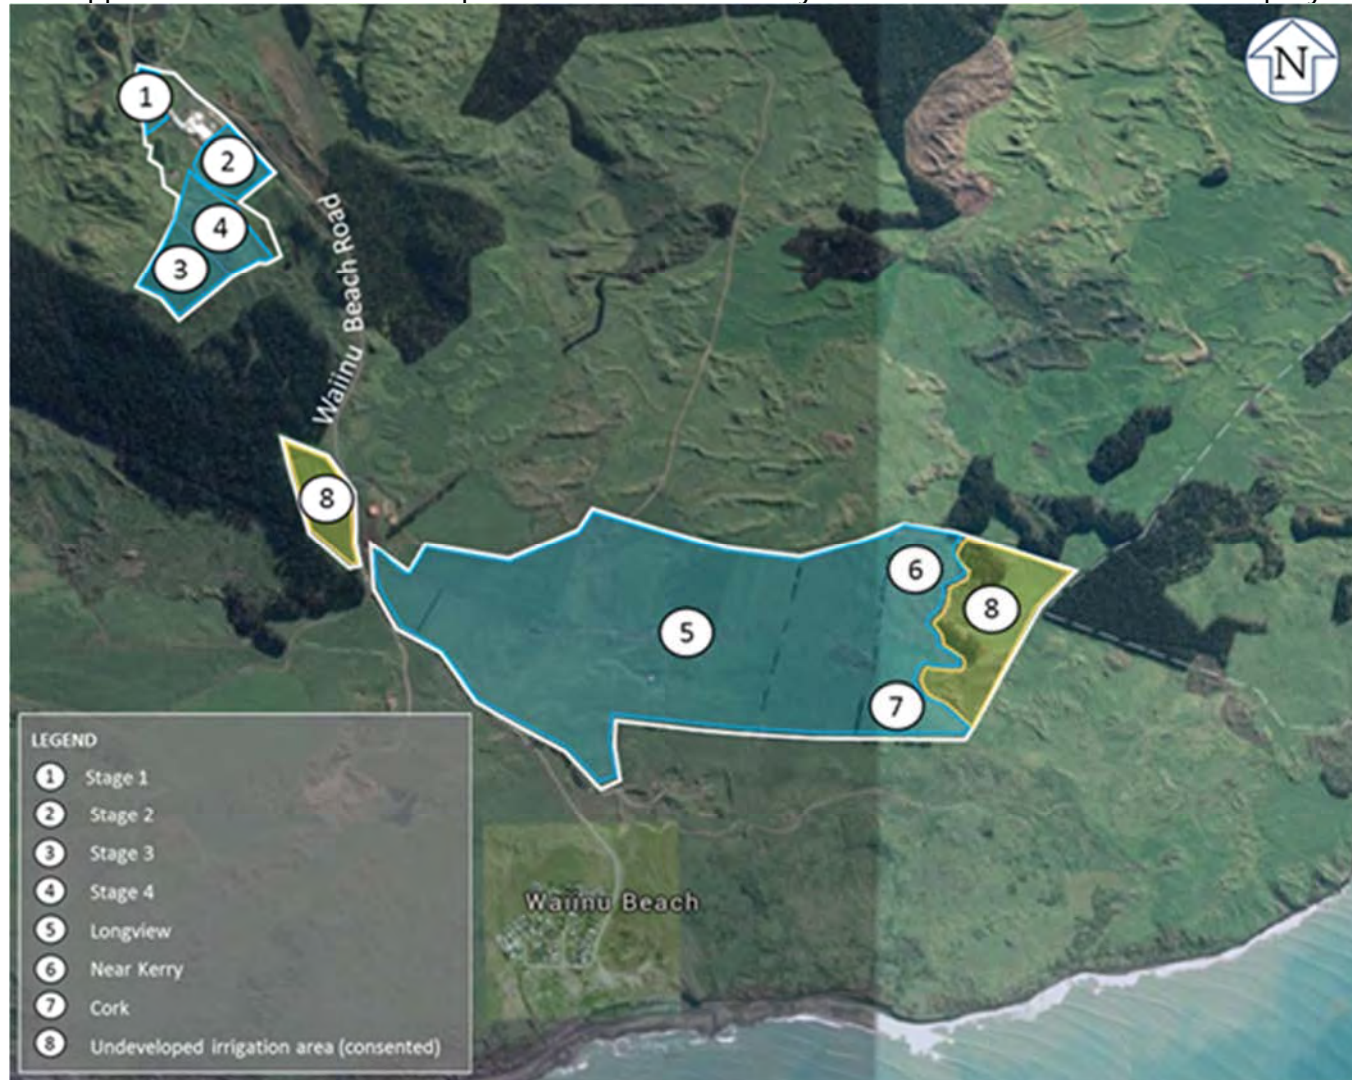 N
1
2
4
3
Waiinu Beach Road
8
6
8
5
7
LEGEND
1 Stage 1
2 Stage 2
3 Stage 3
4 Stage 4
5 Longview
6 Near Kerry
7 Cork
8 Undeveloped irrigation area (consented)
Waiinu Beach